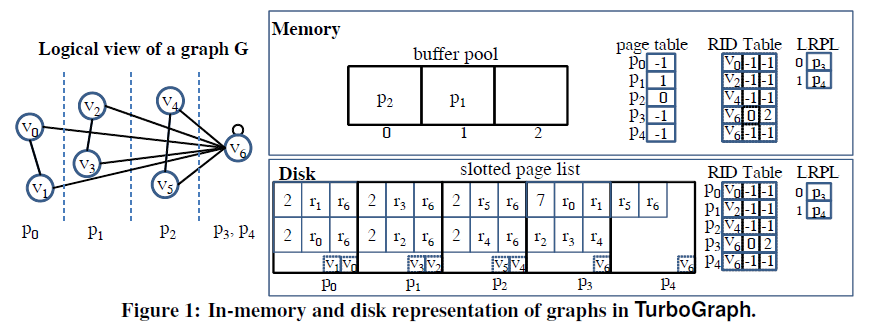 Logical view of a graph G
v0
v1
v2
v3
v4
v5
v6
p0 p1 p2 p3, p4
Memory
buffer pool
p2 p1
0 1 2
page table
p0 -1
p1 1
p2 0
p3 -1
p4 -1
RID Table
v0 -1 -1
v2 -1 -1
v4 -1 -1
v6 0 2
v6 -1 -1
LRPL
0 p3
1 p4
Disk
slotted page list
2 r1 r6 2 r3 r6 2 r5 r6 7 r0 r1 r5 r6
2 r0 r6 2 r2 r6 2 r4 r6 r2 r3 r4
v1 v0 v3 v2 v5 v4 v6 v6
p0 p1 p2 p3 p4
RID Table
p0 v0 -1 -1
p1 v2 -1 -1
p2 v4 -1 -1
p3 v6 0 2
p4 v6 -1 -1
LRPL
0 p3
1 p4
Figure 1: In-memory and disk representation of graphs in TurboGraph.